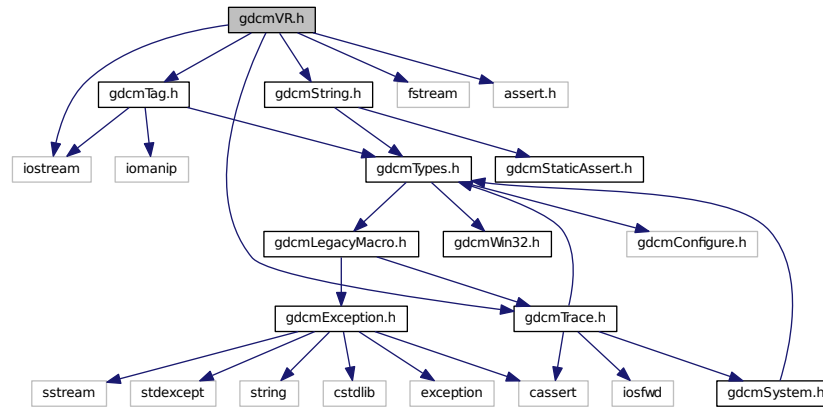 gdcmVR.h
gdcmTag.h
gdcmString.h
fstream
assert.h
iostream
iomanip
gdcmTypes.h
gdcmStaticAssert.h
gdcmLegacyMacro.h
gdcmWin32.h
gdcmConfigure.h
gdcmException.h
gdcmTrace.h
sstream
stdexcept
string
cstdlib
exception
cassert
iosfwd
gdcmSystem.h